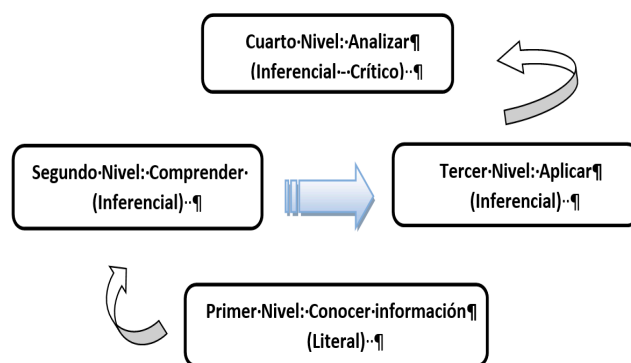 Cuarto·Nivel:·Analizar¶
(Inferencial·-·Crítico)··¶
Segundo·Nivel:·Comprender·
(Inferencial)··¶
Tercer·Nivel:·Aplicar¶
(Inferencial)··¶
Primer·Nivel:·Conocer·información¶
(Literal)··¶